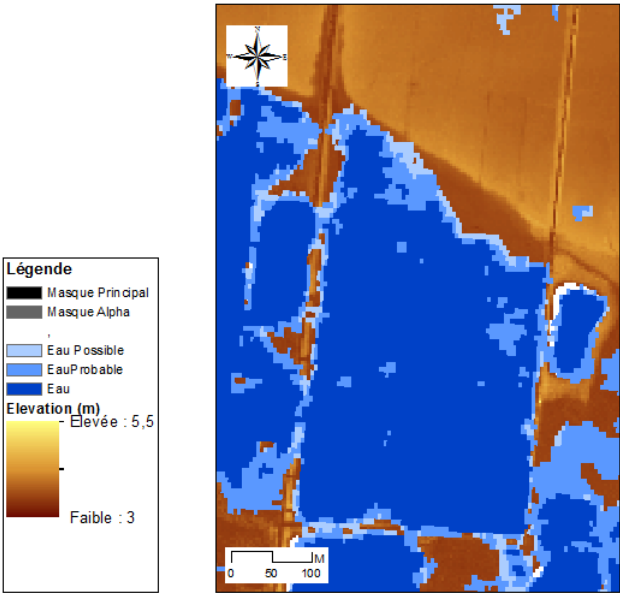 Légende
Masque Principal
Masque Alpha
,
Eau Possible
EauProbable
Eau
Elevation (m)
Elevée : 5,5
Faible : 3
N
W
E
S
M
0 50 100